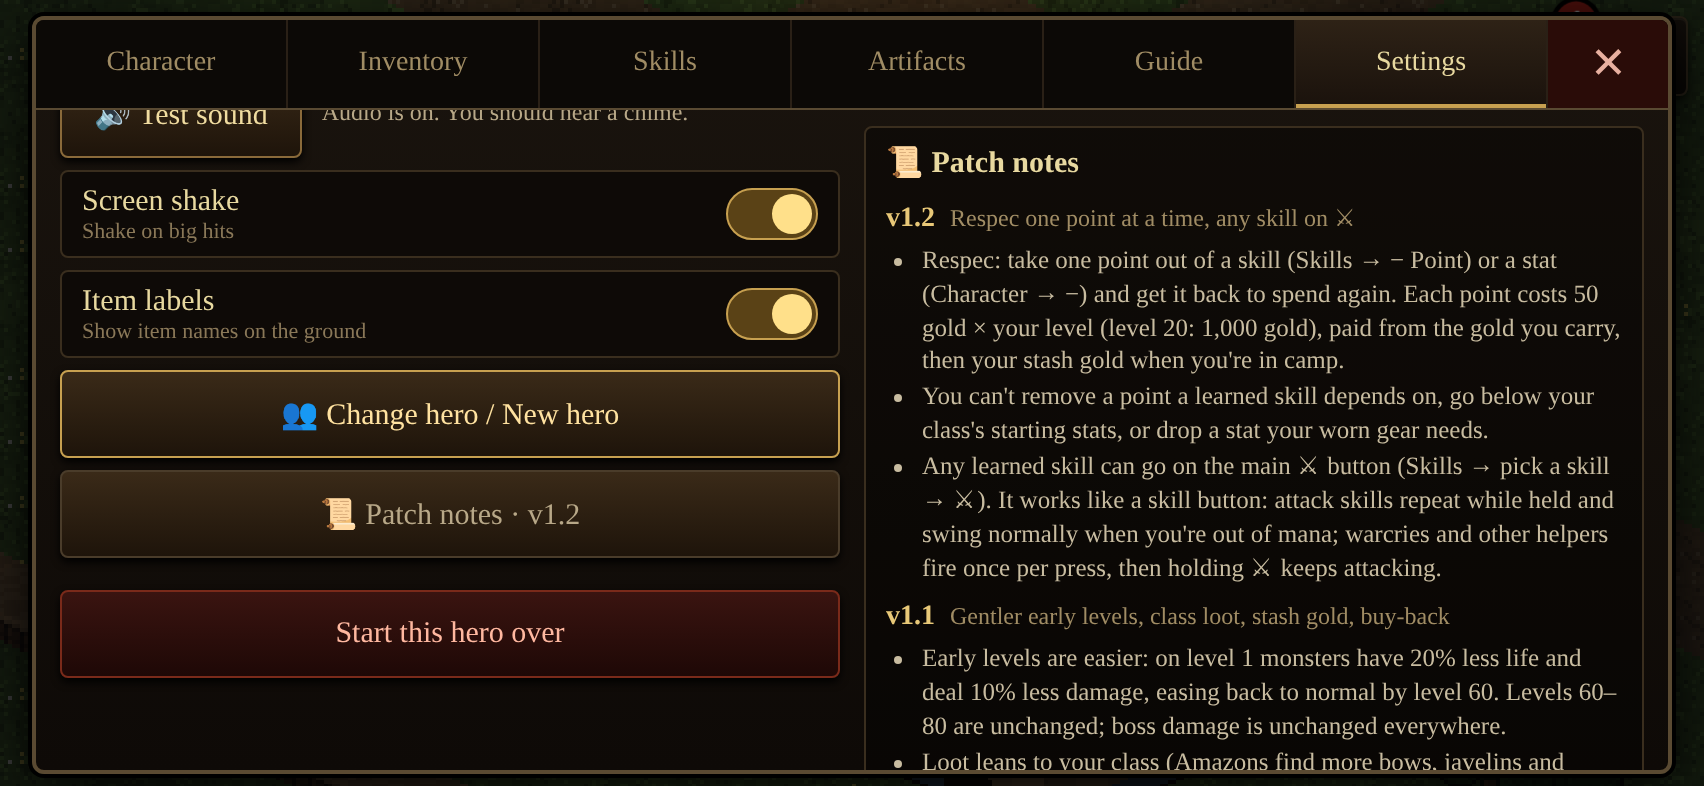 Character
Inventory
Skills
Artifacts
Guide
Settings
✕
🔊 Test sound
Audio is on. You should hear a chime.
Screen shake
Shake on big hits
Item labels
Show item names on the ground
👥 Change hero / New hero
📜 Patch notes · v1.2
Start this hero over
📜 Patch notes
v1.2 Respec one point at a time, any skill on ⚔
• Respec: take one point out of a skill (Skills → − Point) or a stat
(Character → −) and get it back to spend again. Each point costs 50
gold × your level (level 20: 1,000 gold), paid from the gold you carry,
then your stash gold when you're in camp.
• You can't remove a point a learned skill depends on, go below your
class's starting stats, or drop a stat your worn gear needs.
• Any learned skill can go on the main ⚔ button (Skills → pick a skill
→ ⚔). It works like a skill button: attack skills repeat while held and
swing normally when you're out of mana; warcries and other helpers
fire once per press, then holding ⚔ keeps attacking.
v1.1 Gentler early levels, class loot, stash gold, buy-back
• Early levels are easier: on level 1 monsters have 20% less life and
deal 10% less damage, easing back to normal by level 60. Levels 60–
80 are unchanged; boss damage is unchanged everywhere.
• Loot leans to your class (Amazons find more bows, javelins and